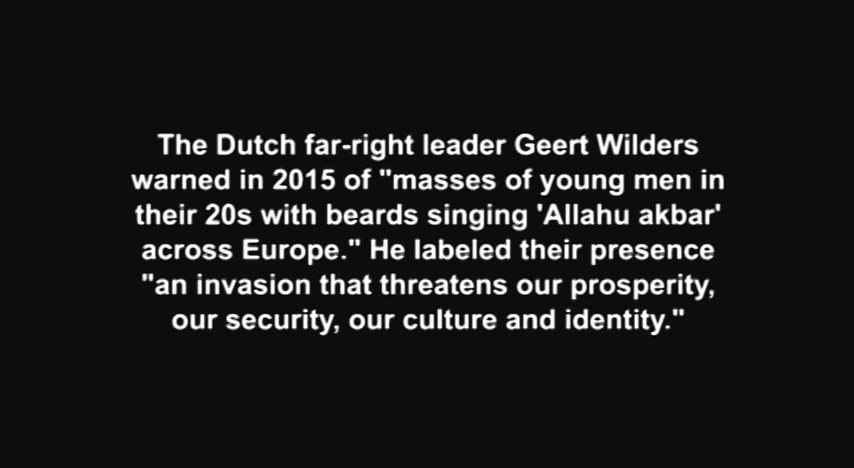 The Dutch far-right leader Geert Wilders
warned in 2015 of "masses of young men in
their 20s with beards singing 'Allahu akbar'
across Europe." He labeled their presence
"an invasion that threatens our prosperity,
our security, our culture and identity."